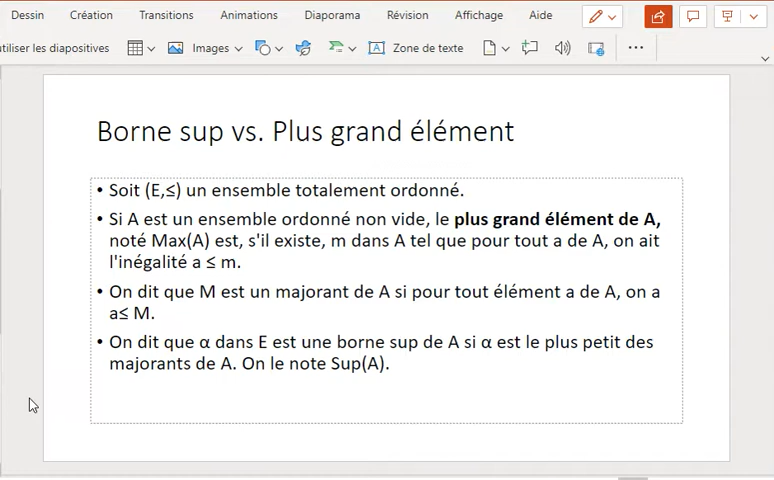 Dessin Création Transitions Animations Diaporama Révision Affichage Aide
utiliser les diapositives Images Zone de texte
Borne sup vs. Plus grand élément
• Soit (E,≤) un ensemble totalement ordonné.
• Si A est un ensemble ordonné non vide, le plus grand élément de A,
noté Max(A) est, s'il existe, m dans A tel que pour tout a de A, on ait
l'inégalité a ≤ m.
• On dit que M est un majorant de A si pour tout élément a de A, on a
a≤ M.
• On dit que α dans E est une borne sup de A si α est le plus petit des
majorants de A. On le note Sup(A).